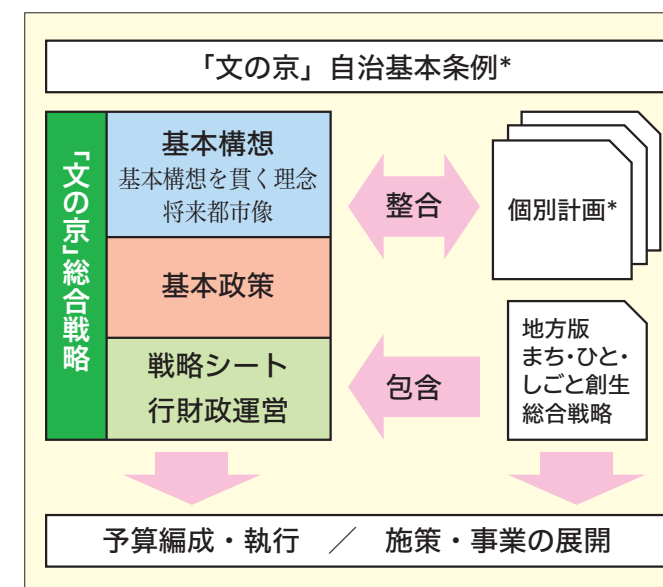 「文の京」自治基本条例*
「文の京」総合戦略
基本構想
基本構想を貫く理念
将来都市像
基本政策
戦略シート
行財政運営
整合
個別計画*
包含
地方版
まち・ひと・
しごと創生
総合戦略
予算編成・執行 ／ 施策・事業の展開